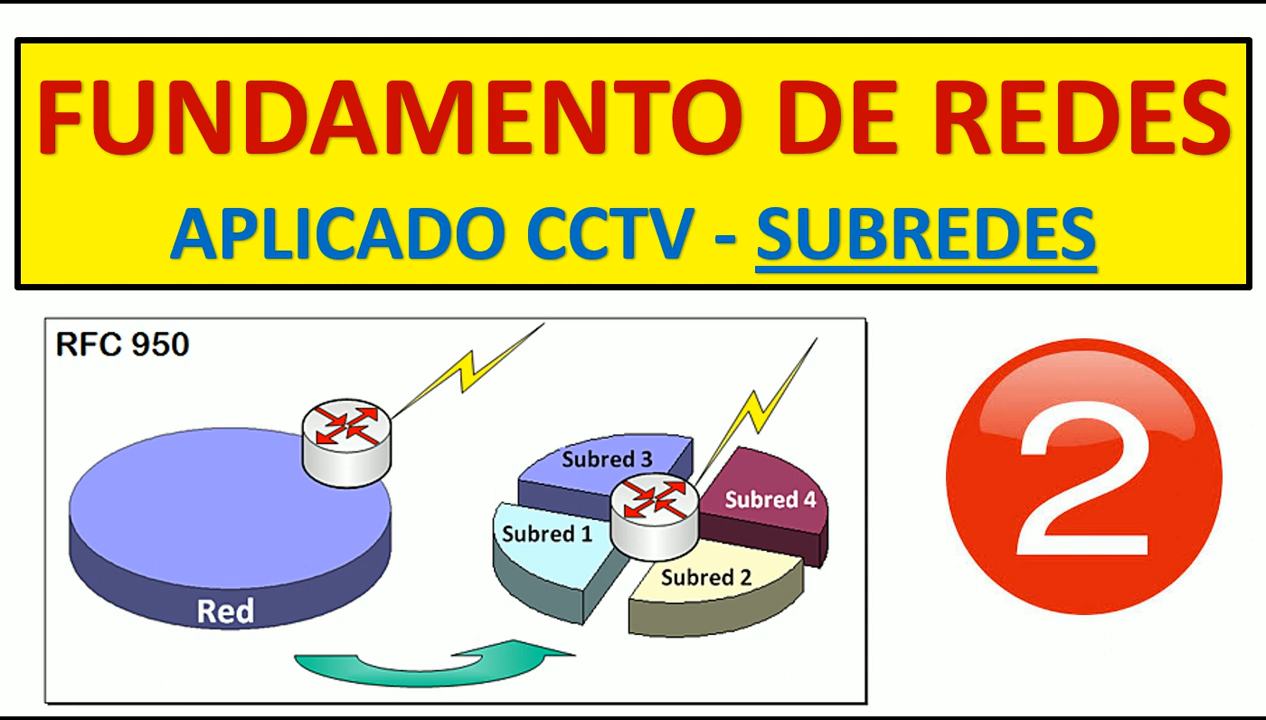 FUNDAMENTO DE REDES
APLICADO CCTV - SUBREDES
RFC 950
Red
Subred 3
Subred 4
Subred 1
Subred 2
2